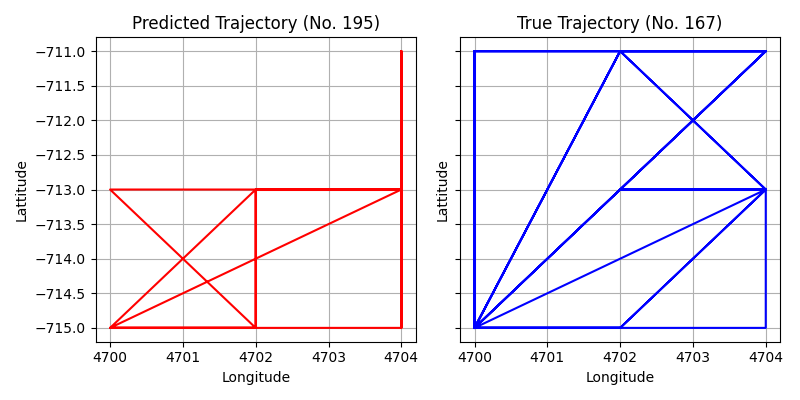 Predicted Trajectory (No. 195)
True Trajectory (No. 167)
Lattitude
−711.0
−711.5
−712.0
−712.5
−713.0
−713.5
−714.0
−714.5
−715.0
4700 4701 4702 4703 4704
Longitude
Lattitude
4700 4701 4702 4703 4704
Longitude